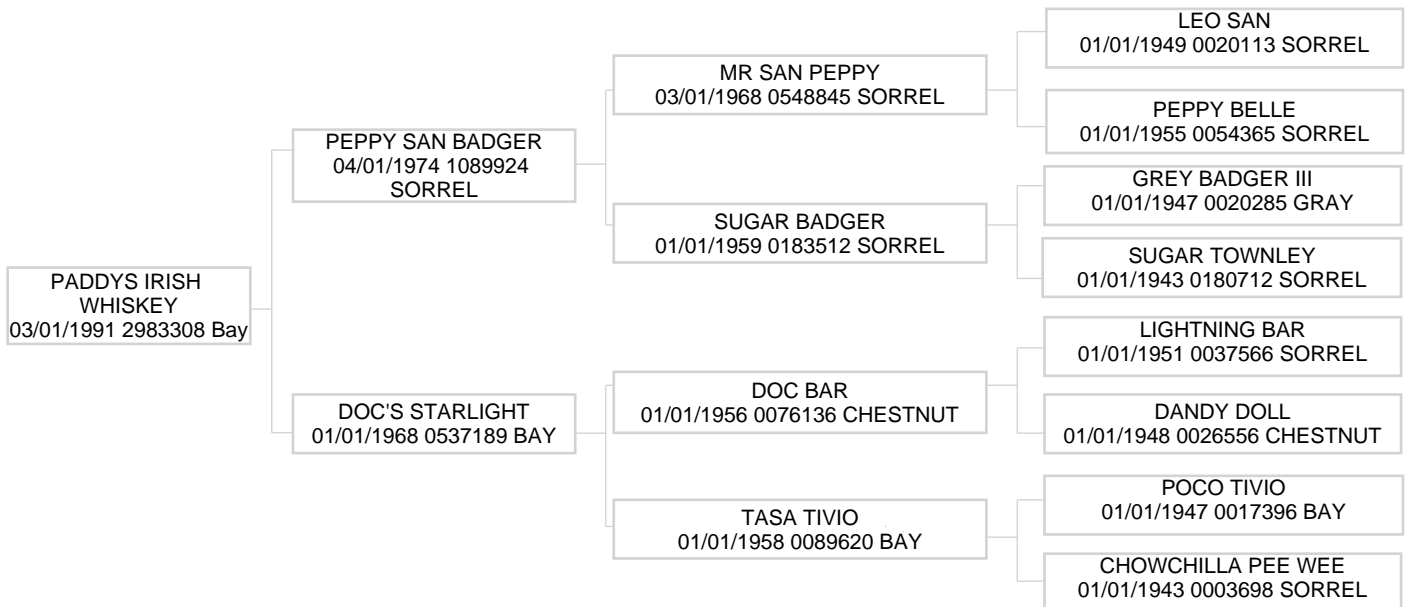 LEO SAN
01/01/1949 0020113 SORREL
MR SAN PEPPY
03/01/1968 0548845 SORREL
PEPPY BELLE
01/01/1955 0054365 SORREL
PEPPY SAN BADGER
04/01/1974 1089924
SORREL
GREY BADGER III
01/01/1947 0020285 GRAY
SUGAR BADGER
01/01/1959 0183512 SORREL
SUGAR TOWNLEY
01/01/1943 0180712 SORREL
PADDYS IRISH
WHISKEY
03/01/1991 2983308 Bay
LIGHTNING BAR
01/01/1951 0037566 SORREL
DOC BAR
01/01/1956 0076136 CHESTNUT
DANDY DOLL
01/01/1948 0026556 CHESTNUT
DOC'S STARLIGHT
01/01/1968 0537189 BAY
POCO TIVIO
01/01/1947 0017396 BAY
TASA TIVIO
01/01/1958 0089620 BAY
CHOWCHILLA PEE WEE
01/01/1943 0003698 SORREL